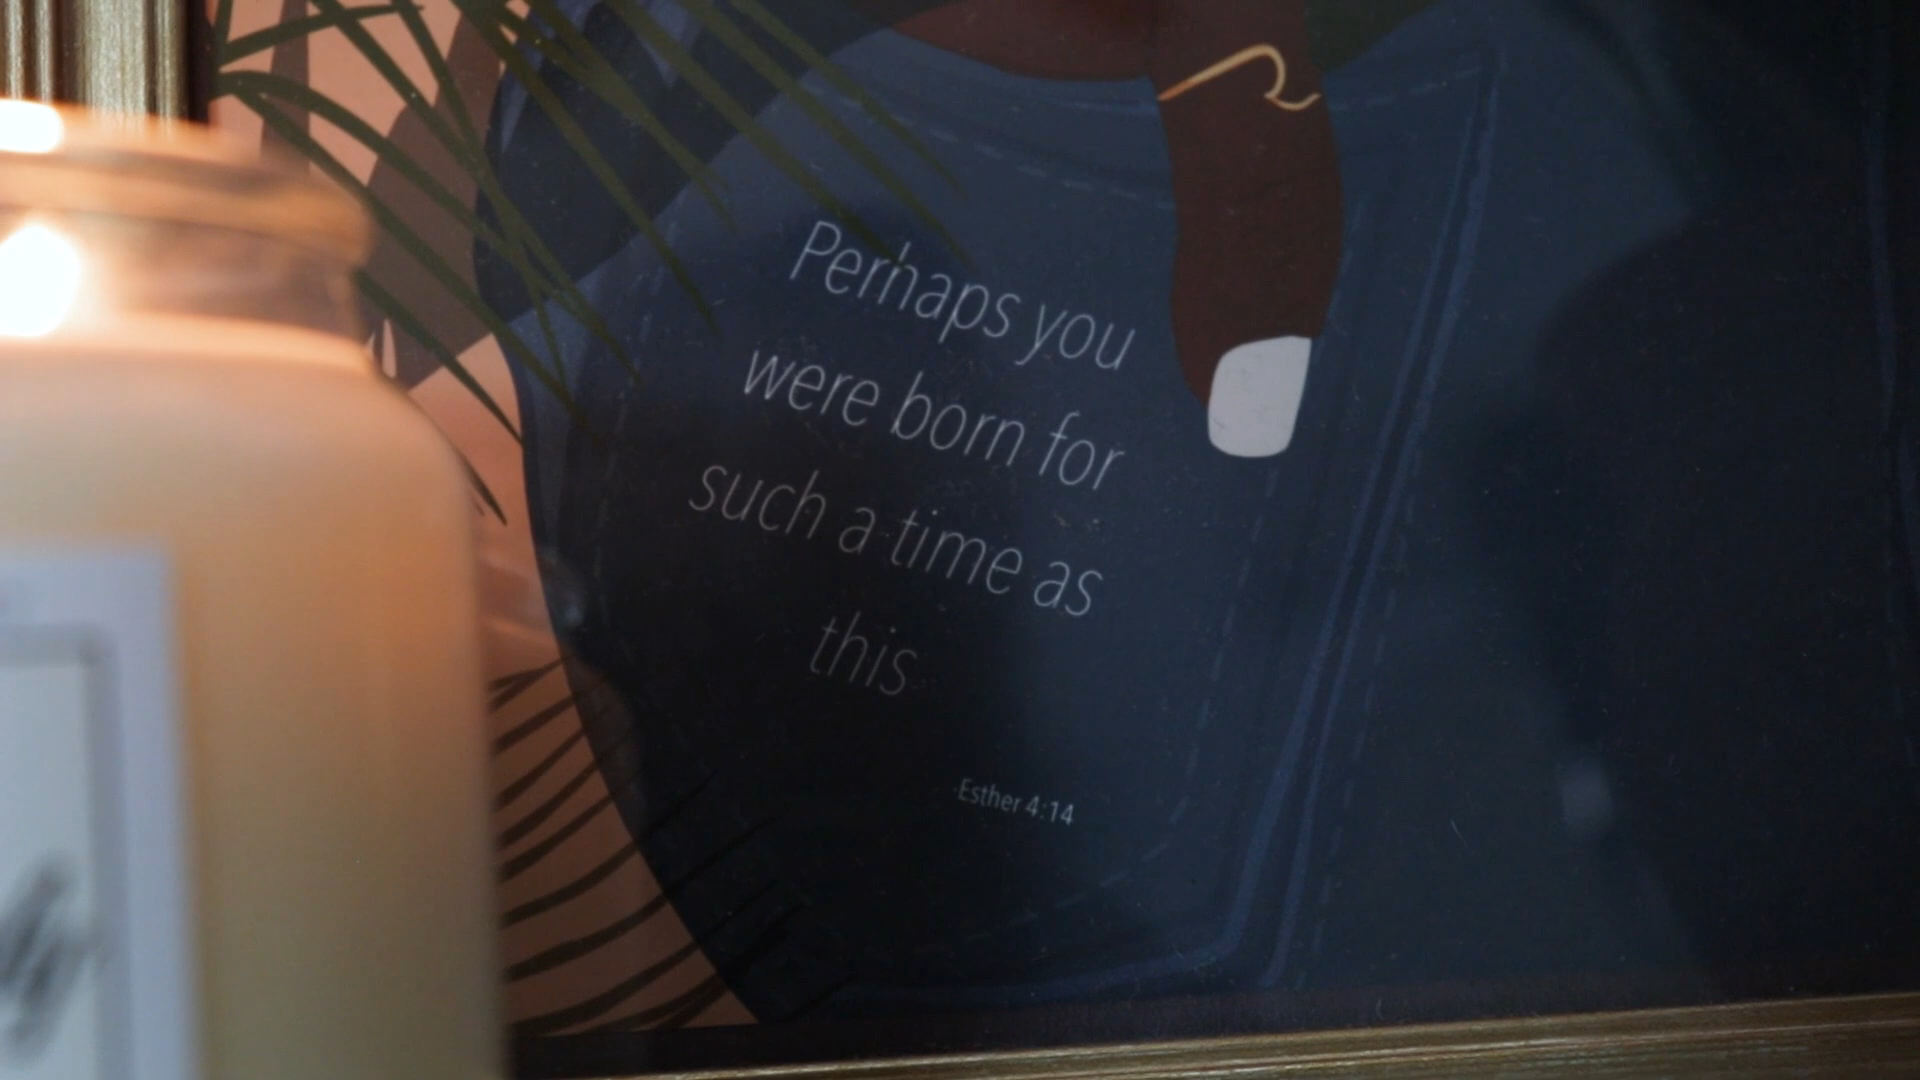 Perhaps you
were born for
such a time as
this
-Esther 4:14